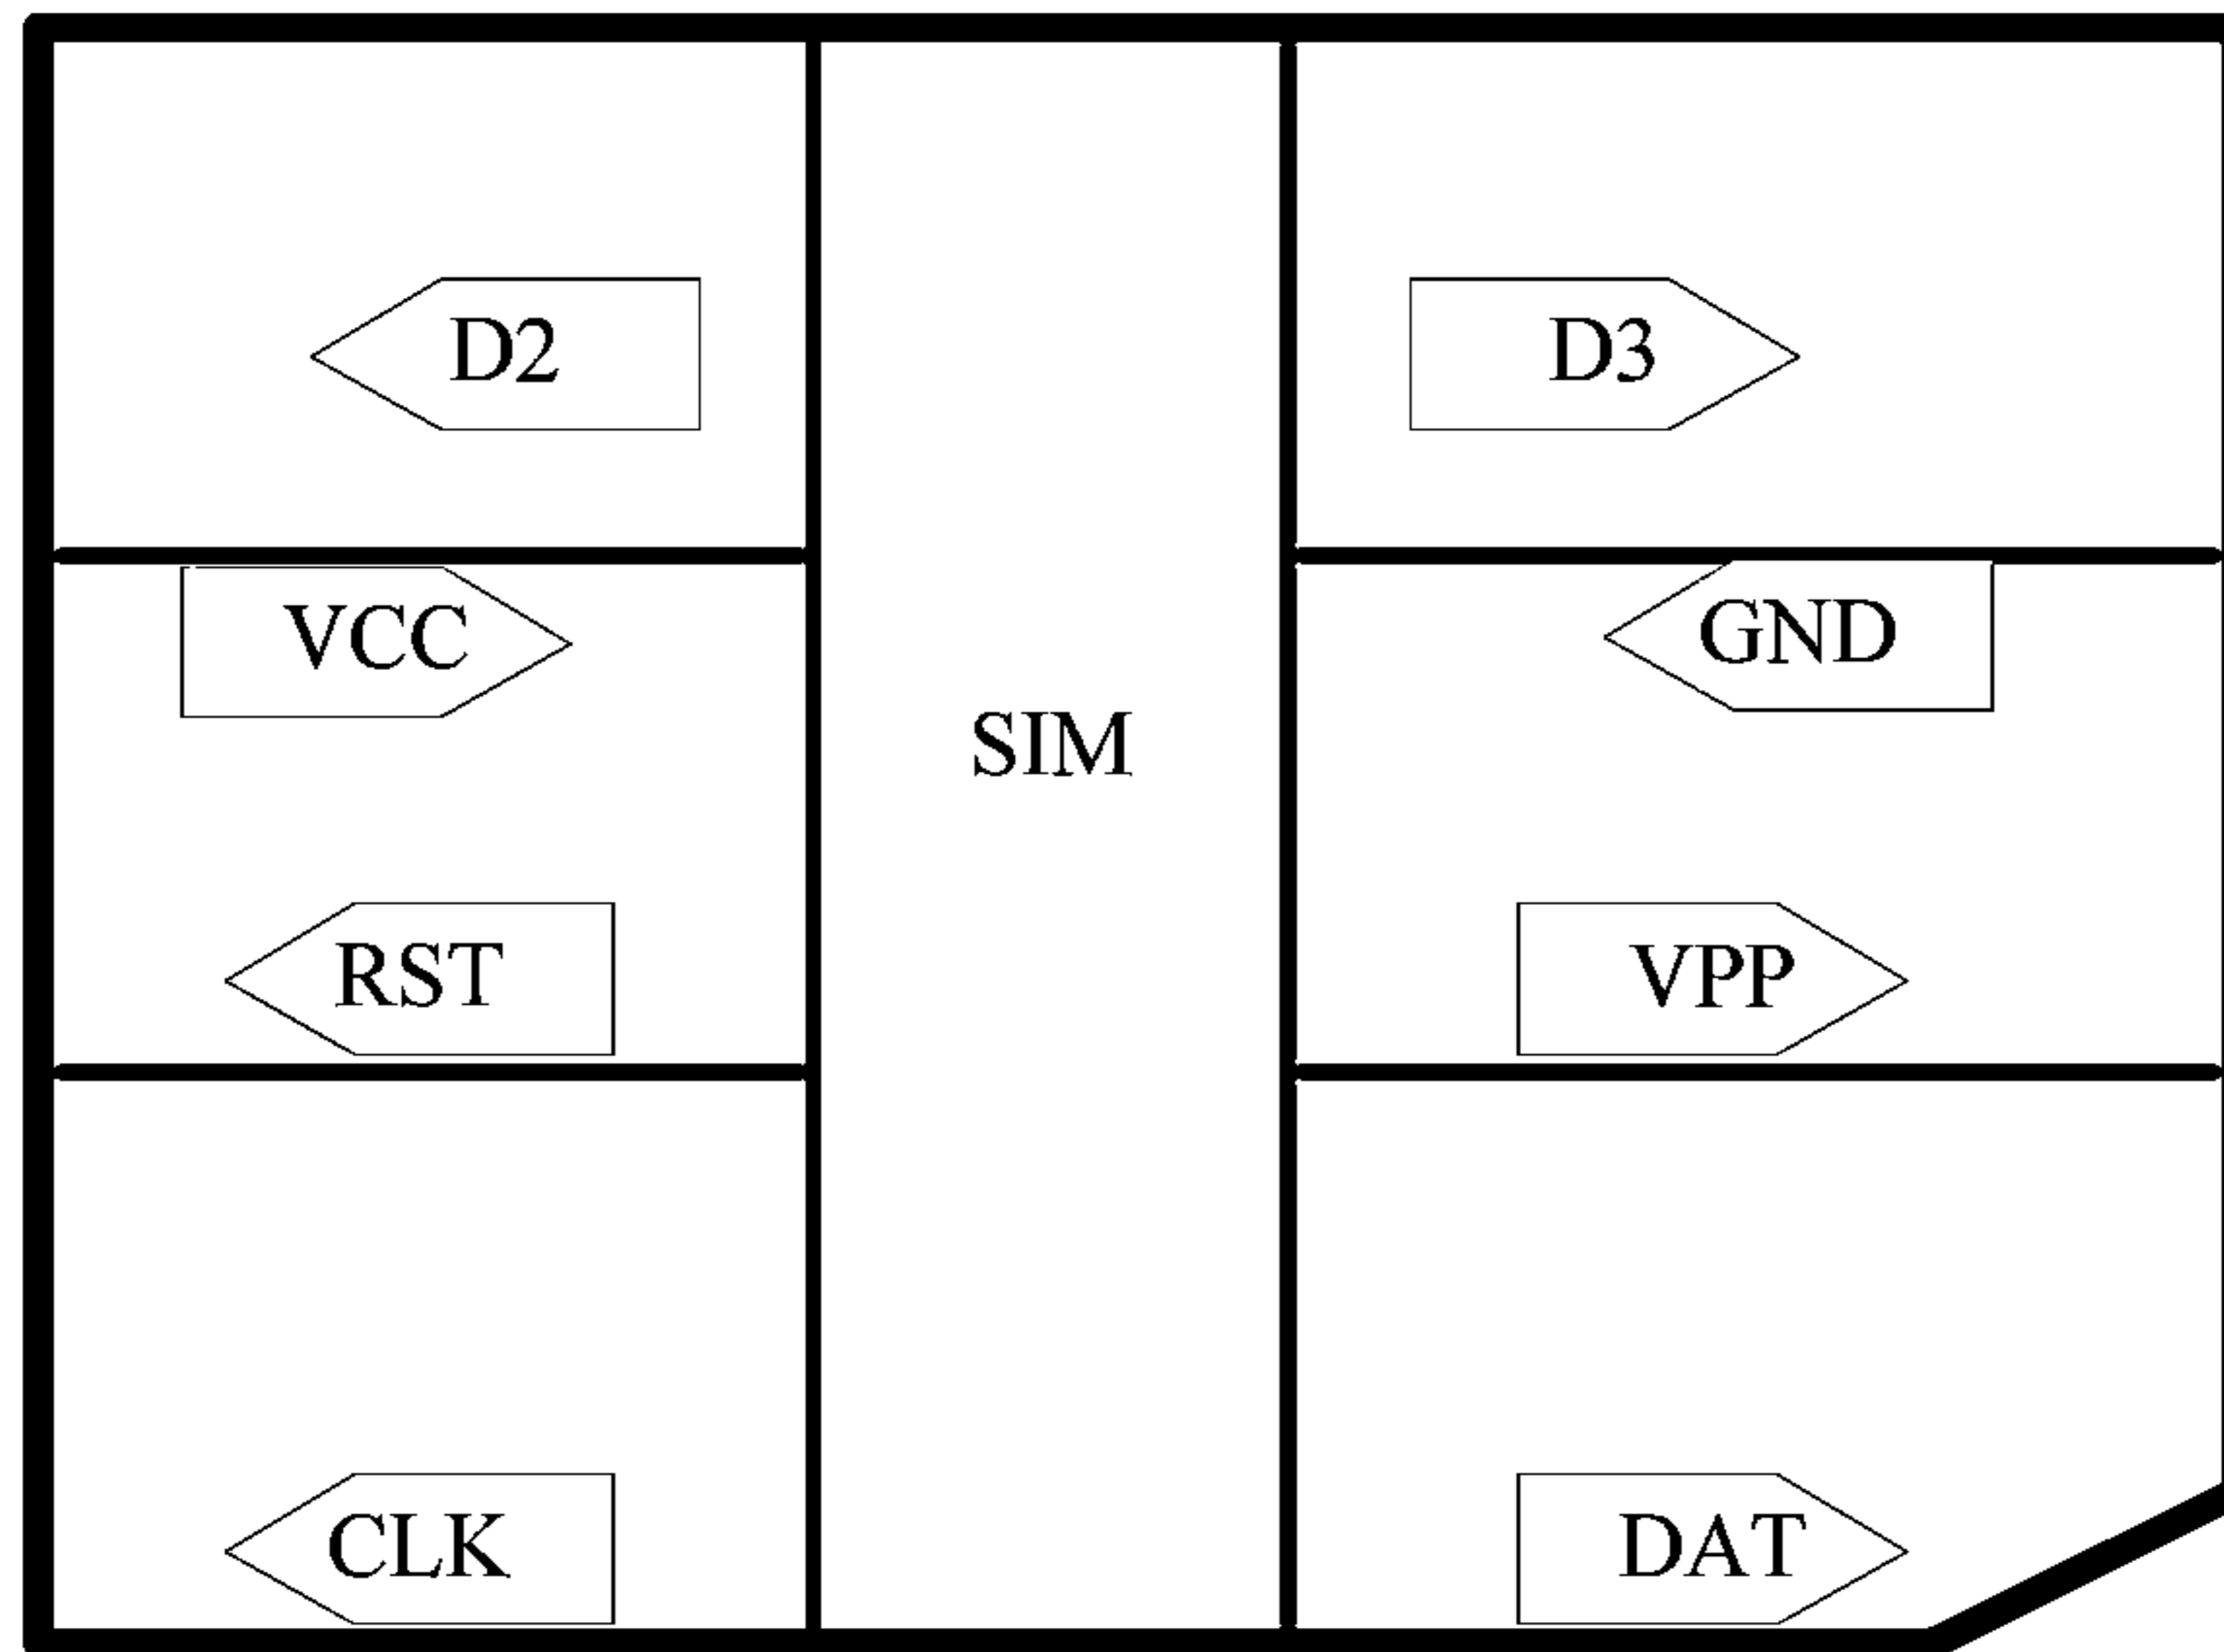 D2
D3
VCC
GND
SIM
RST
VPP
CLK
DAT